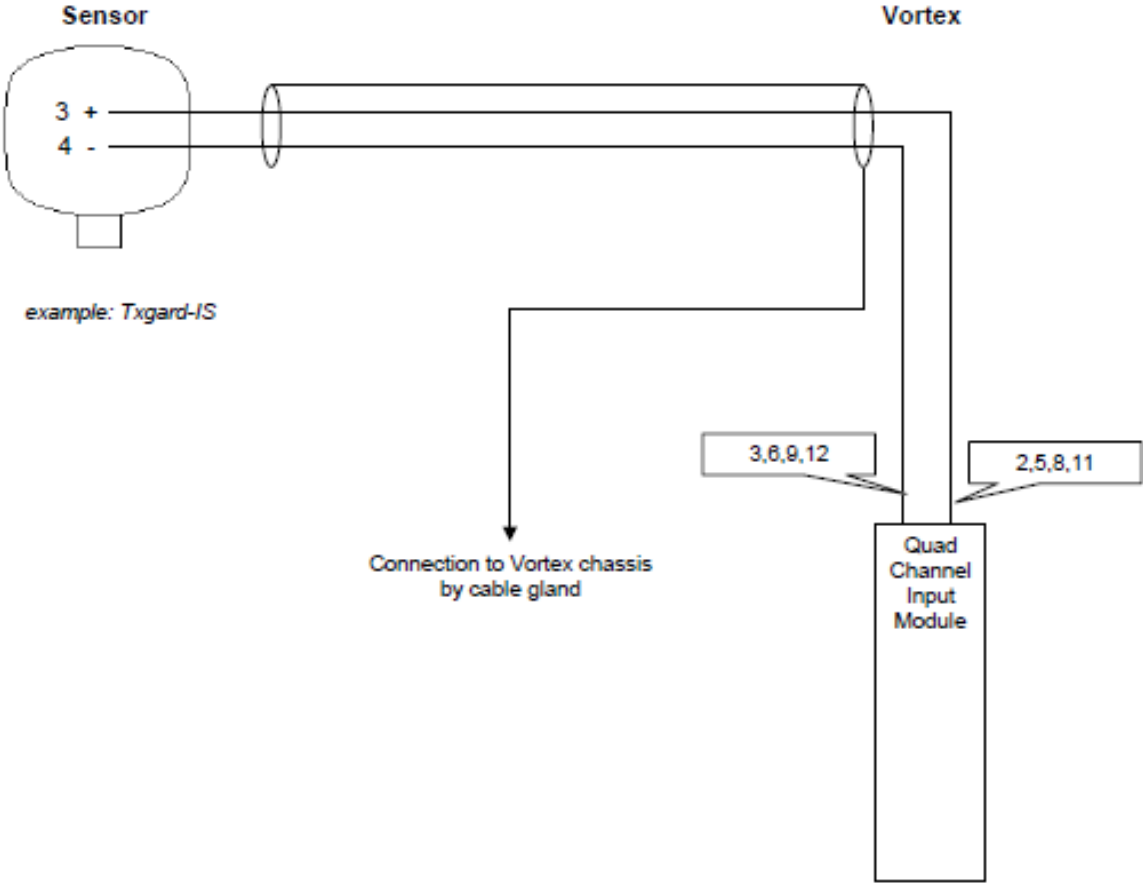 Sensor
Vortex
3 +
4 -
example: Txgard-IS
3,6,9,12
2,5,8,11
Connection to Vortex chassis
by cable gland
Quad
Channel
Input
Module